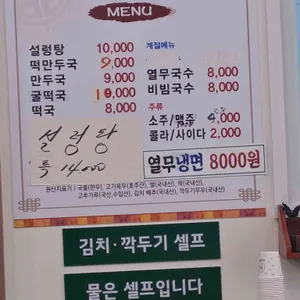 MENU
설렁탕 10,000
떡만두국 9,000
만두국 9,000
굴떡국 10,000
떡국 8,000
계절메뉴
열무국수 8,000
비빔국수 8,000
주류
소주/맥주 4,000
콜라/사이다 2,000
설렁탕
특 14000
열무냉면 8000원
김치·깍두기 셀프
물은 셀프입니다